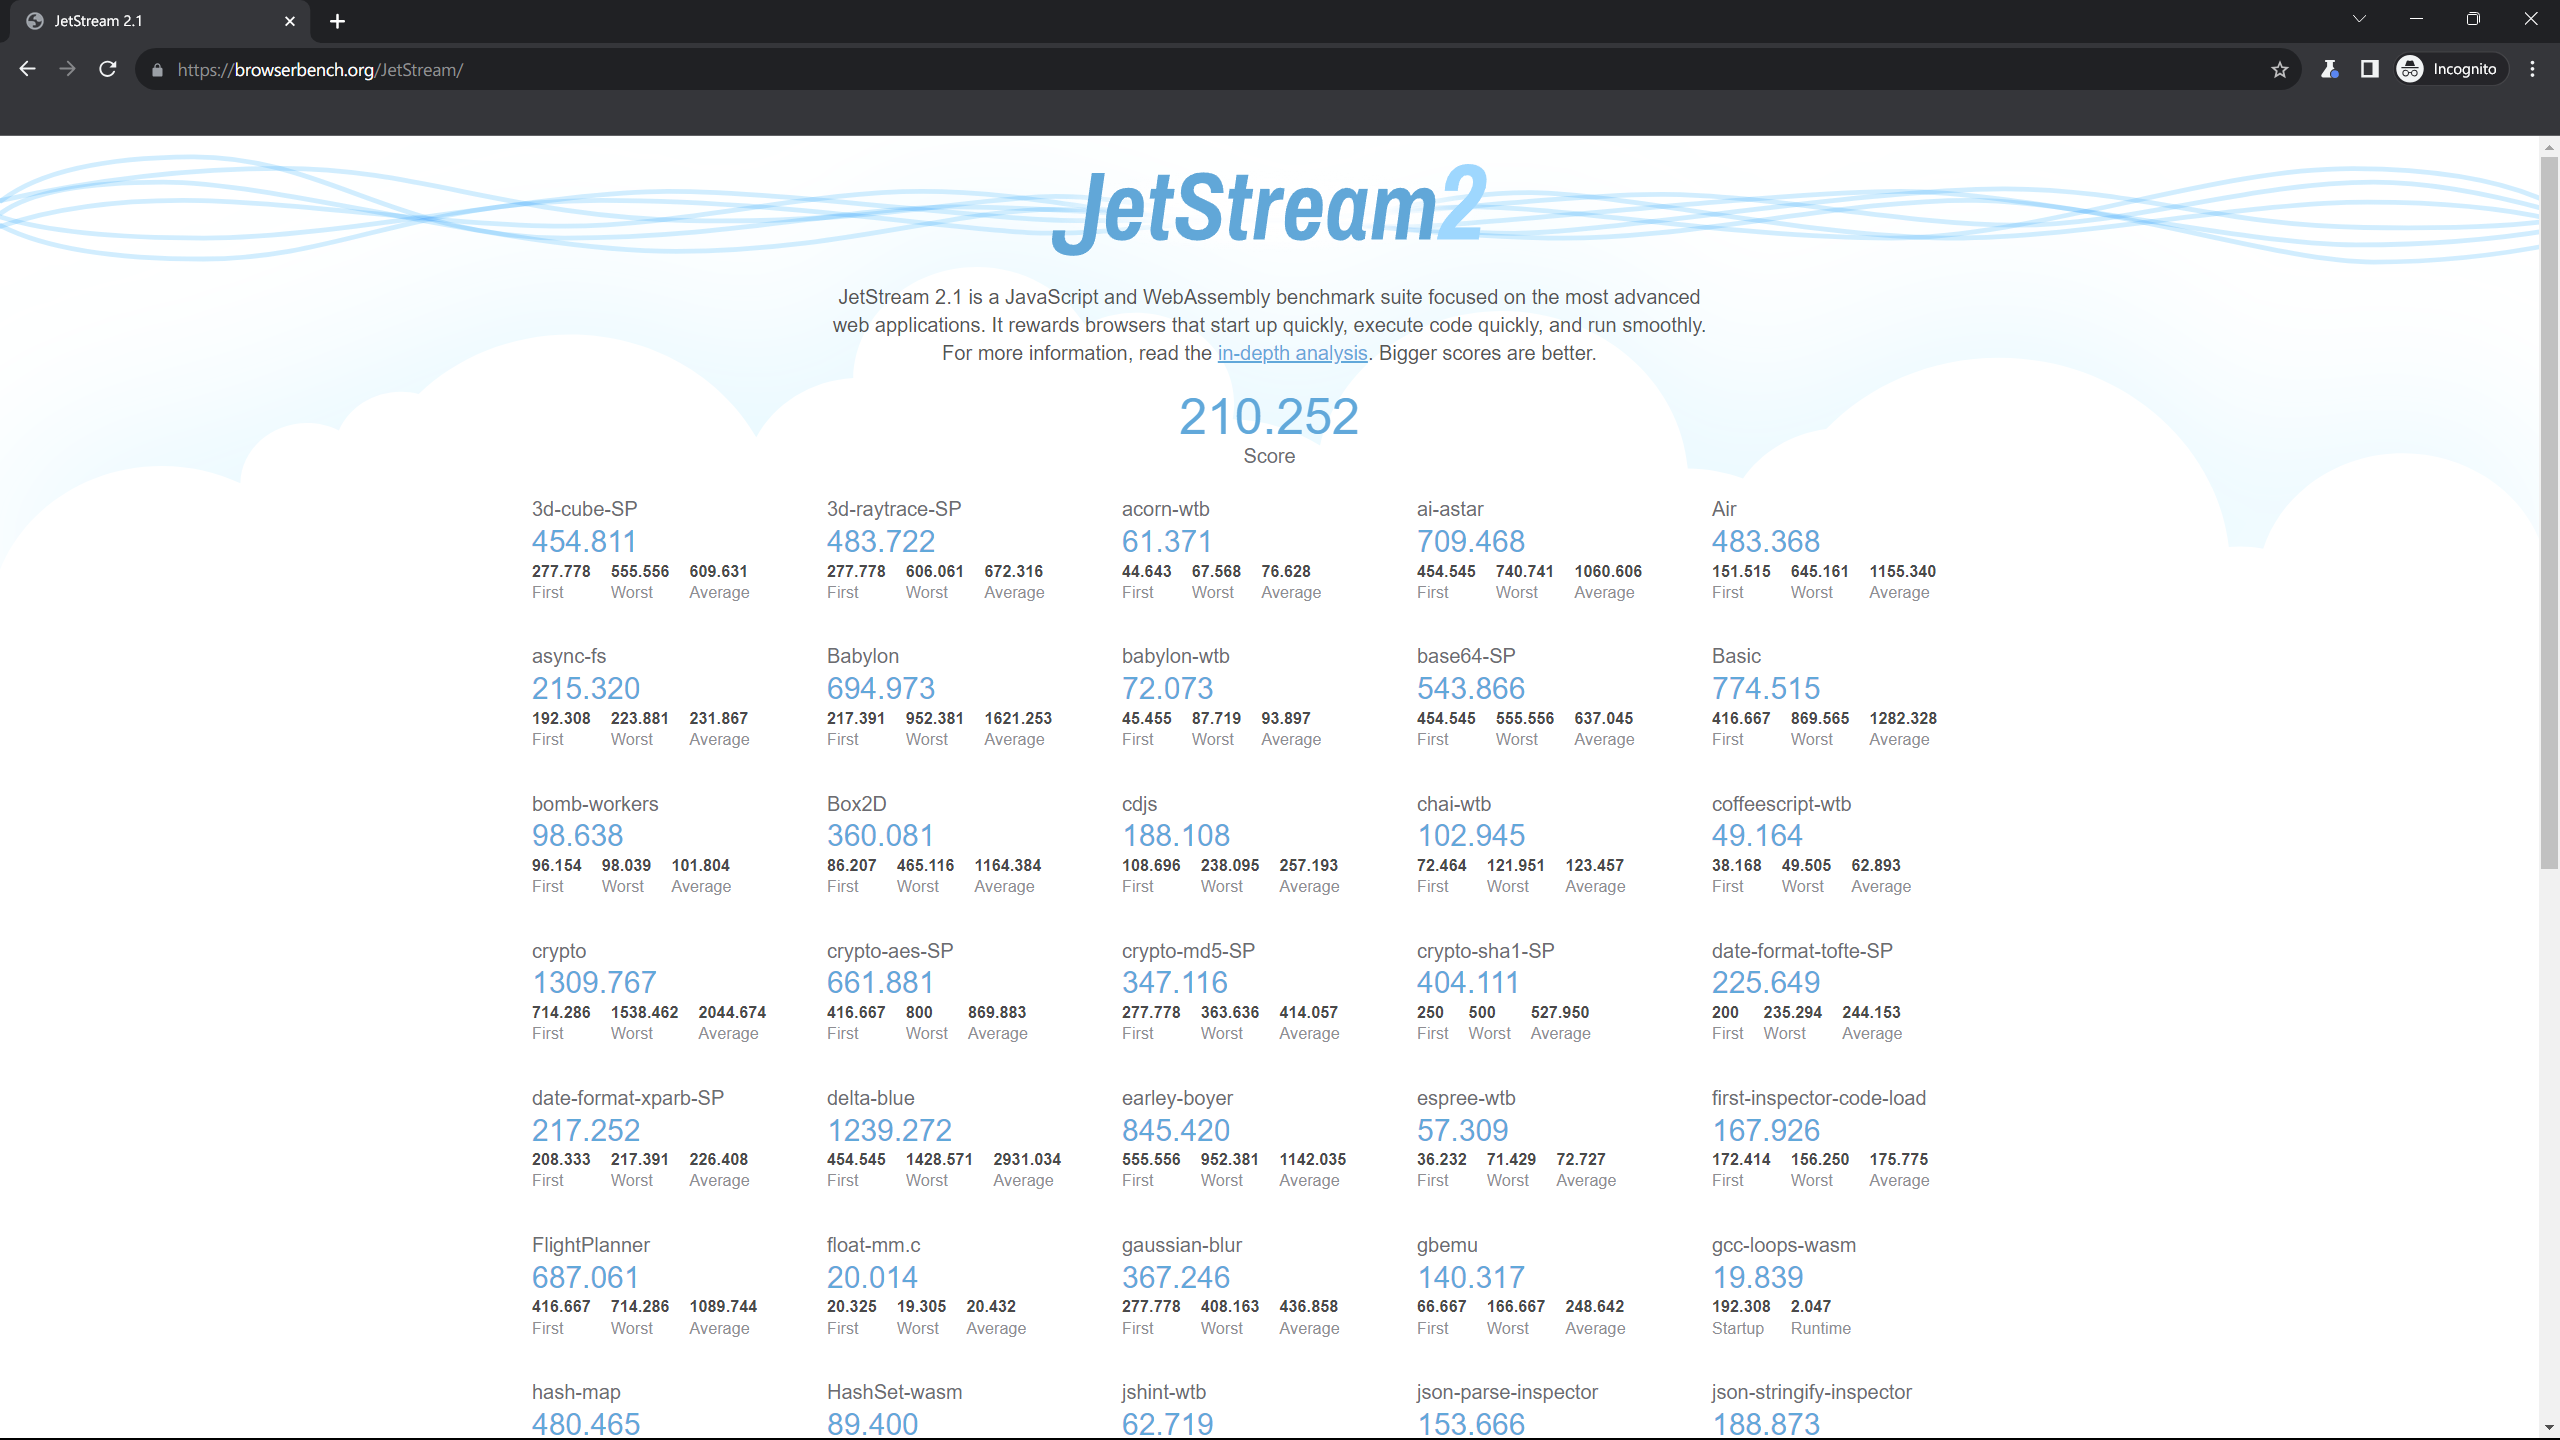 JetStream 2.1
https://browserbench.org/JetStream/
Incognito
JetStream2
JetStream 2.1 is a JavaScript and WebAssembly benchmark suite focused on the most advanced
web applications. It rewards browsers that start up quickly, execute code quickly, and run smoothly.
For more information, read the in-depth analysis. Bigger scores are better.
210.252
Score
3d-cube-SP 3d-raytrace-SP acorn-wtb ai-astar Air
454.811 483.722 61.371 709.468 483.368
277.778 555.556 609.631 277.778 606.061 672.316 44.643 67.568 76.628 454.545 740.741 1060.606 151.515 645.161 1155.340
First Worst Average First Worst Average First Worst Average First Worst Average First Worst Average
async-fs Babylon babylon-wtb base64-SP Basic
215.320 694.973 72.073 543.866 774.515
192.308 223.881 231.867 217.391 952.381 1621.253 45.455 87.719 93.897 454.545 555.556 637.045 416.667 869.565 1282.328
First Worst Average First Worst Average First Worst Average First Worst Average First Worst Average
bomb-workers Box2D cdjs chai-wtb coffeescript-wtb
98.638 360.081 188.108 102.945 49.164
96.154 98.039 101.804 86.207 465.116 1164.384 108.696 238.095 257.193 72.464 121.951 123.457 38.168 49.505 62.893
First Worst Average First Worst Average First Worst Average First Worst Average First Worst Average
crypto crypto-aes-SP crypto-md5-SP crypto-sha1-SP date-format-tofte-SP
1309.767 661.881 347.116 404.111 225.649
714.286 1538.462 2044.674 416.667 800 869.883 277.778 363.636 414.057 250 500 527.950 200 235.294 244.153
First Worst Average First Worst Average First Worst Average First Worst Average First Worst Average
date-format-xparb-SP delta-blue earley-boyer espree-wtb first-inspector-code-load
217.252 1239.272 845.420 57.309 167.926
208.333 217.391 226.408 454.545 1428.571 2931.034 555.556 952.381 1142.035 36.232 71.429 72.727 172.414 156.250 175.775
First Worst Average First Worst Average First Worst Average First Worst Average First Worst Average
FlightPlanner float-mm.c gaussian-blur gbemu gcc-loops-wasm
687.061 20.014 367.246 140.317 19.839
416.667 714.286 1089.744 20.325 19.305 20.432 277.778 408.163 436.858 66.667 166.667 248.642 192.308 2.047
First Worst Average First Worst Average First Worst Average First Worst Average Startup Runtime
hash-map HashSet-wasm jshint-wtb json-parse-inspector json-stringify-inspector
480.465 89.400 62.719 153.666 188.873